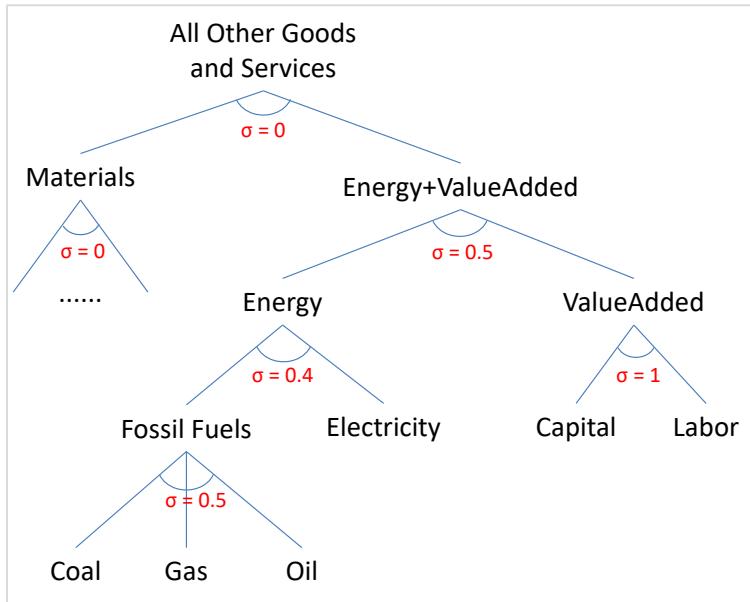 All Other Goods
and Services
σ = 0
Materials
Energy+ValueAdded
σ = 0
σ = 0.5
......
Energy
ValueAdded
σ = 0.4
σ = 1
Fossil Fuels
Electricity
Capital
Labor
σ = 0.5
Coal
Gas
Oil